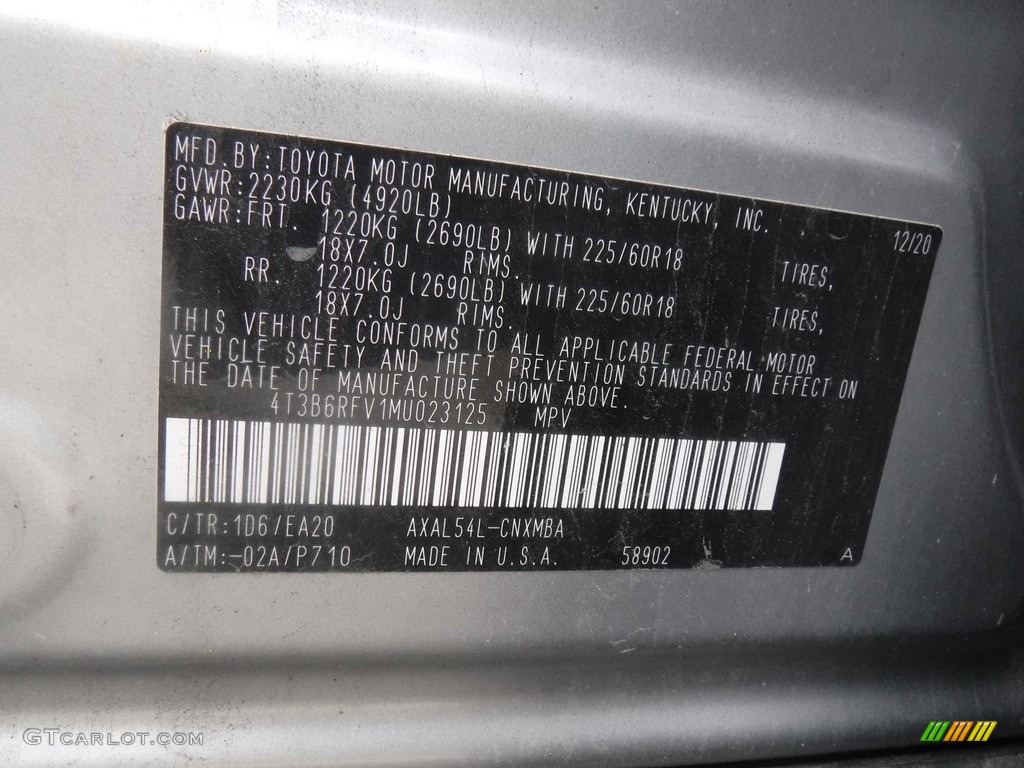 MFD.BY:TOYOTA MOTOR MANUFACTURING, KENTUCKY, INC.
GVWR:2230KG (4920LB) 12/20
GAWR:FRT. 1220KG (2690LB) WITH 225/60R18 TIRES,
18X7.0J RIMS.
RR. 1220KG (2690LB) WITH 225/60R18 TIRES,
18X7.0J RIMS.
THIS VEHICLE CONFORMS TO ALL APPLICABLE FEDERAL MOTOR
VEHICLE SAFETY AND THEFT PREVENTION STANDARDS IN EFFECT ON
THE DATE OF MANUFACTURE SHOWN ABOVE.
4T3B6RFV1MU023125 MPV
C/TR:1D6/EA20 AXAL54L-CNXMBA
A/TM:-02A/P710 MADE IN U.S.A. 58902 A
GTCARLOT.COM